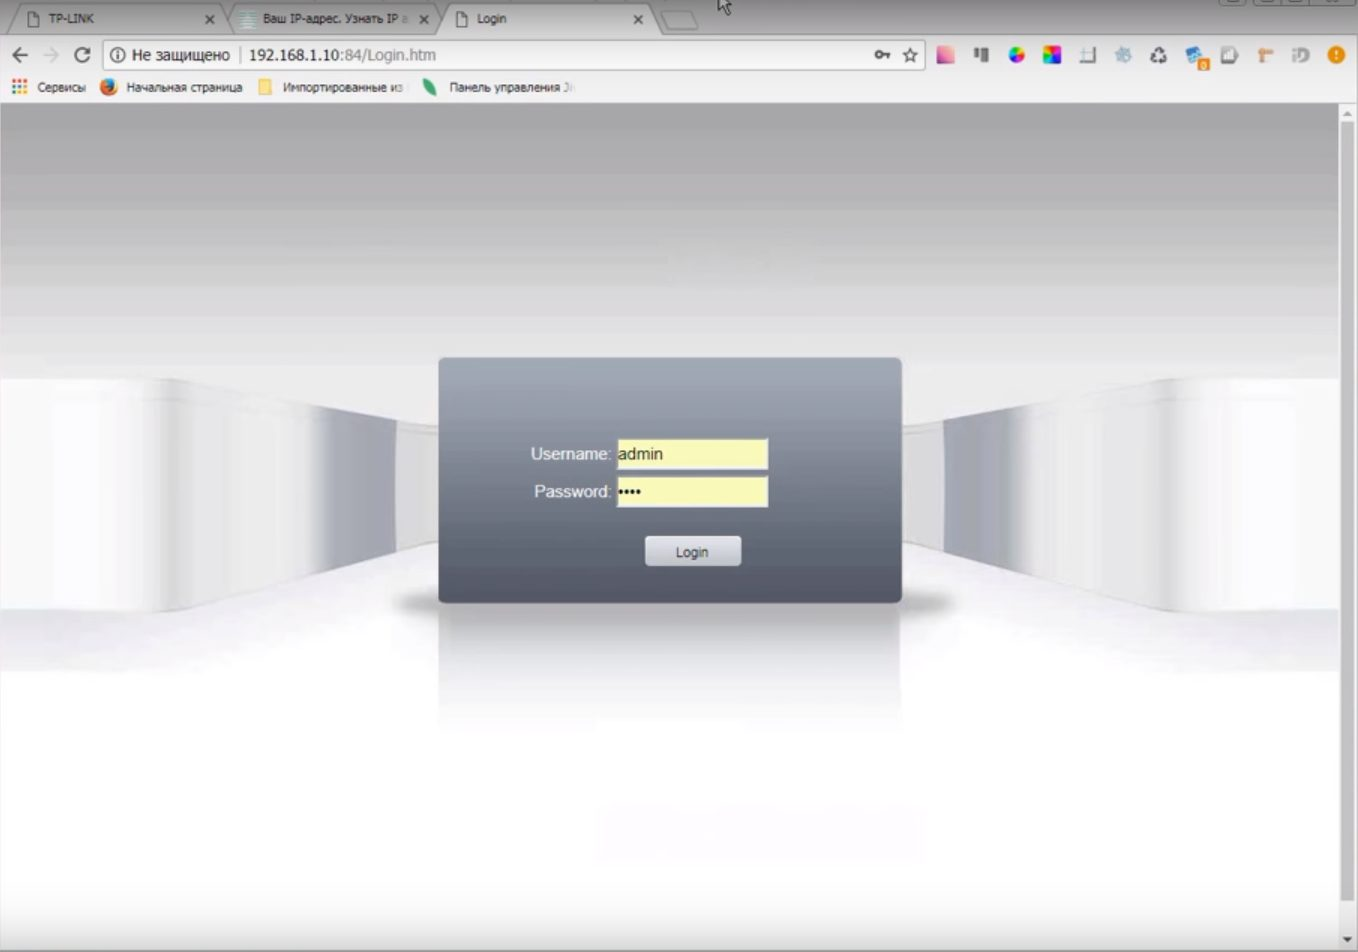 TP-LINK
Ваш IP-адрес. Узнать IP а
Login
Не защищено
192.168.1.10:84/Login.htm
Сервисы
Начальная страница
Импортированные из
Панель управления
Username: admin
Password: ••••
Login